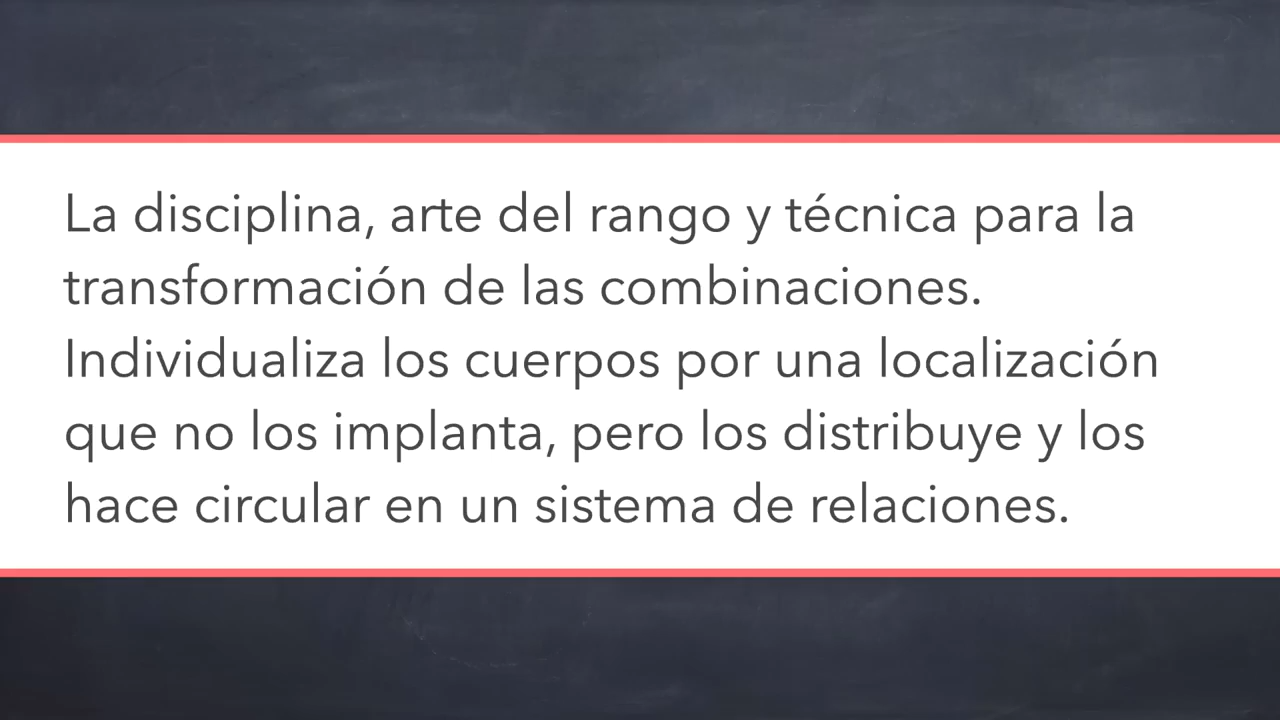 La disciplina, arte del rango y técnica para la
transformación de las combinaciones.
Individualiza los cuerpos por una localización
que no los implanta, pero los distribuye y los
hace circular en un sistema de relaciones.